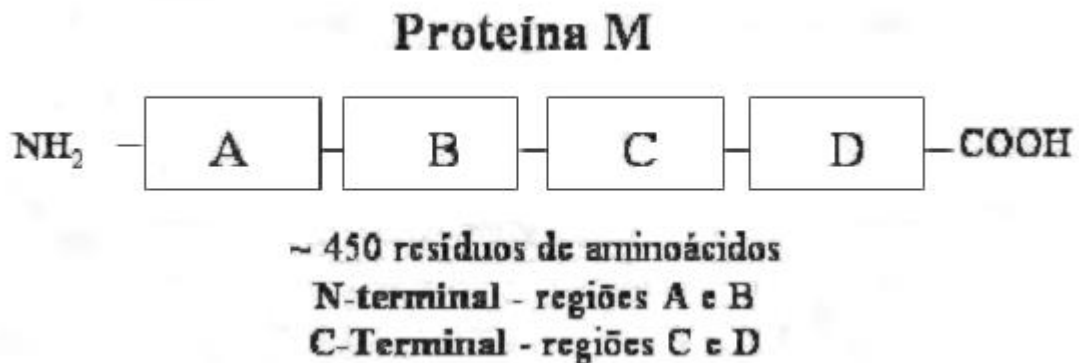 Proteína M
NH₂ A B C D COOH
~ 450 resíduos de aminoácidos
N-terminal - regiões A e B
C-Terminal - regiões C e D